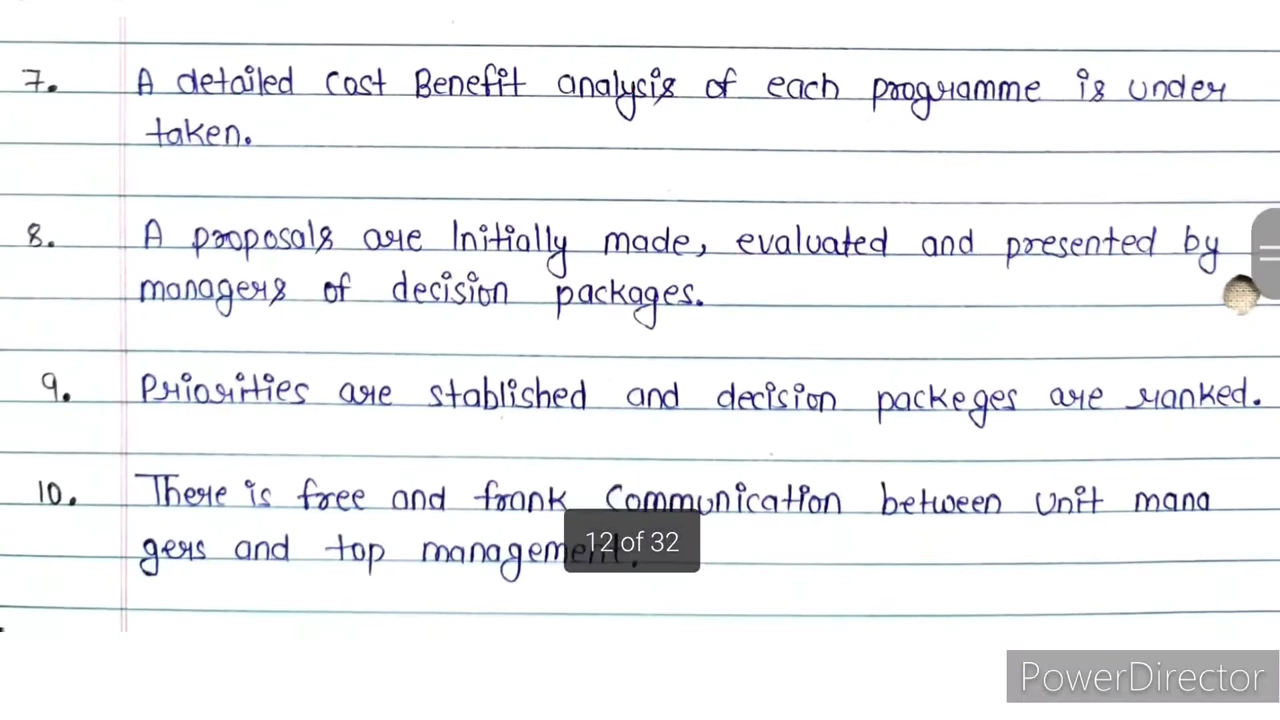 7. A detailed Cost Benefit analysis of each programme is under
taken.
8. A proposals are Initially made, evaluated and presented by
managers of decision packages.
9. Priorities are stablished and decision packeges are ranked.
10. There is free and frank Communication between unit mana
gers and top management.
12 of 32
PowerDirector